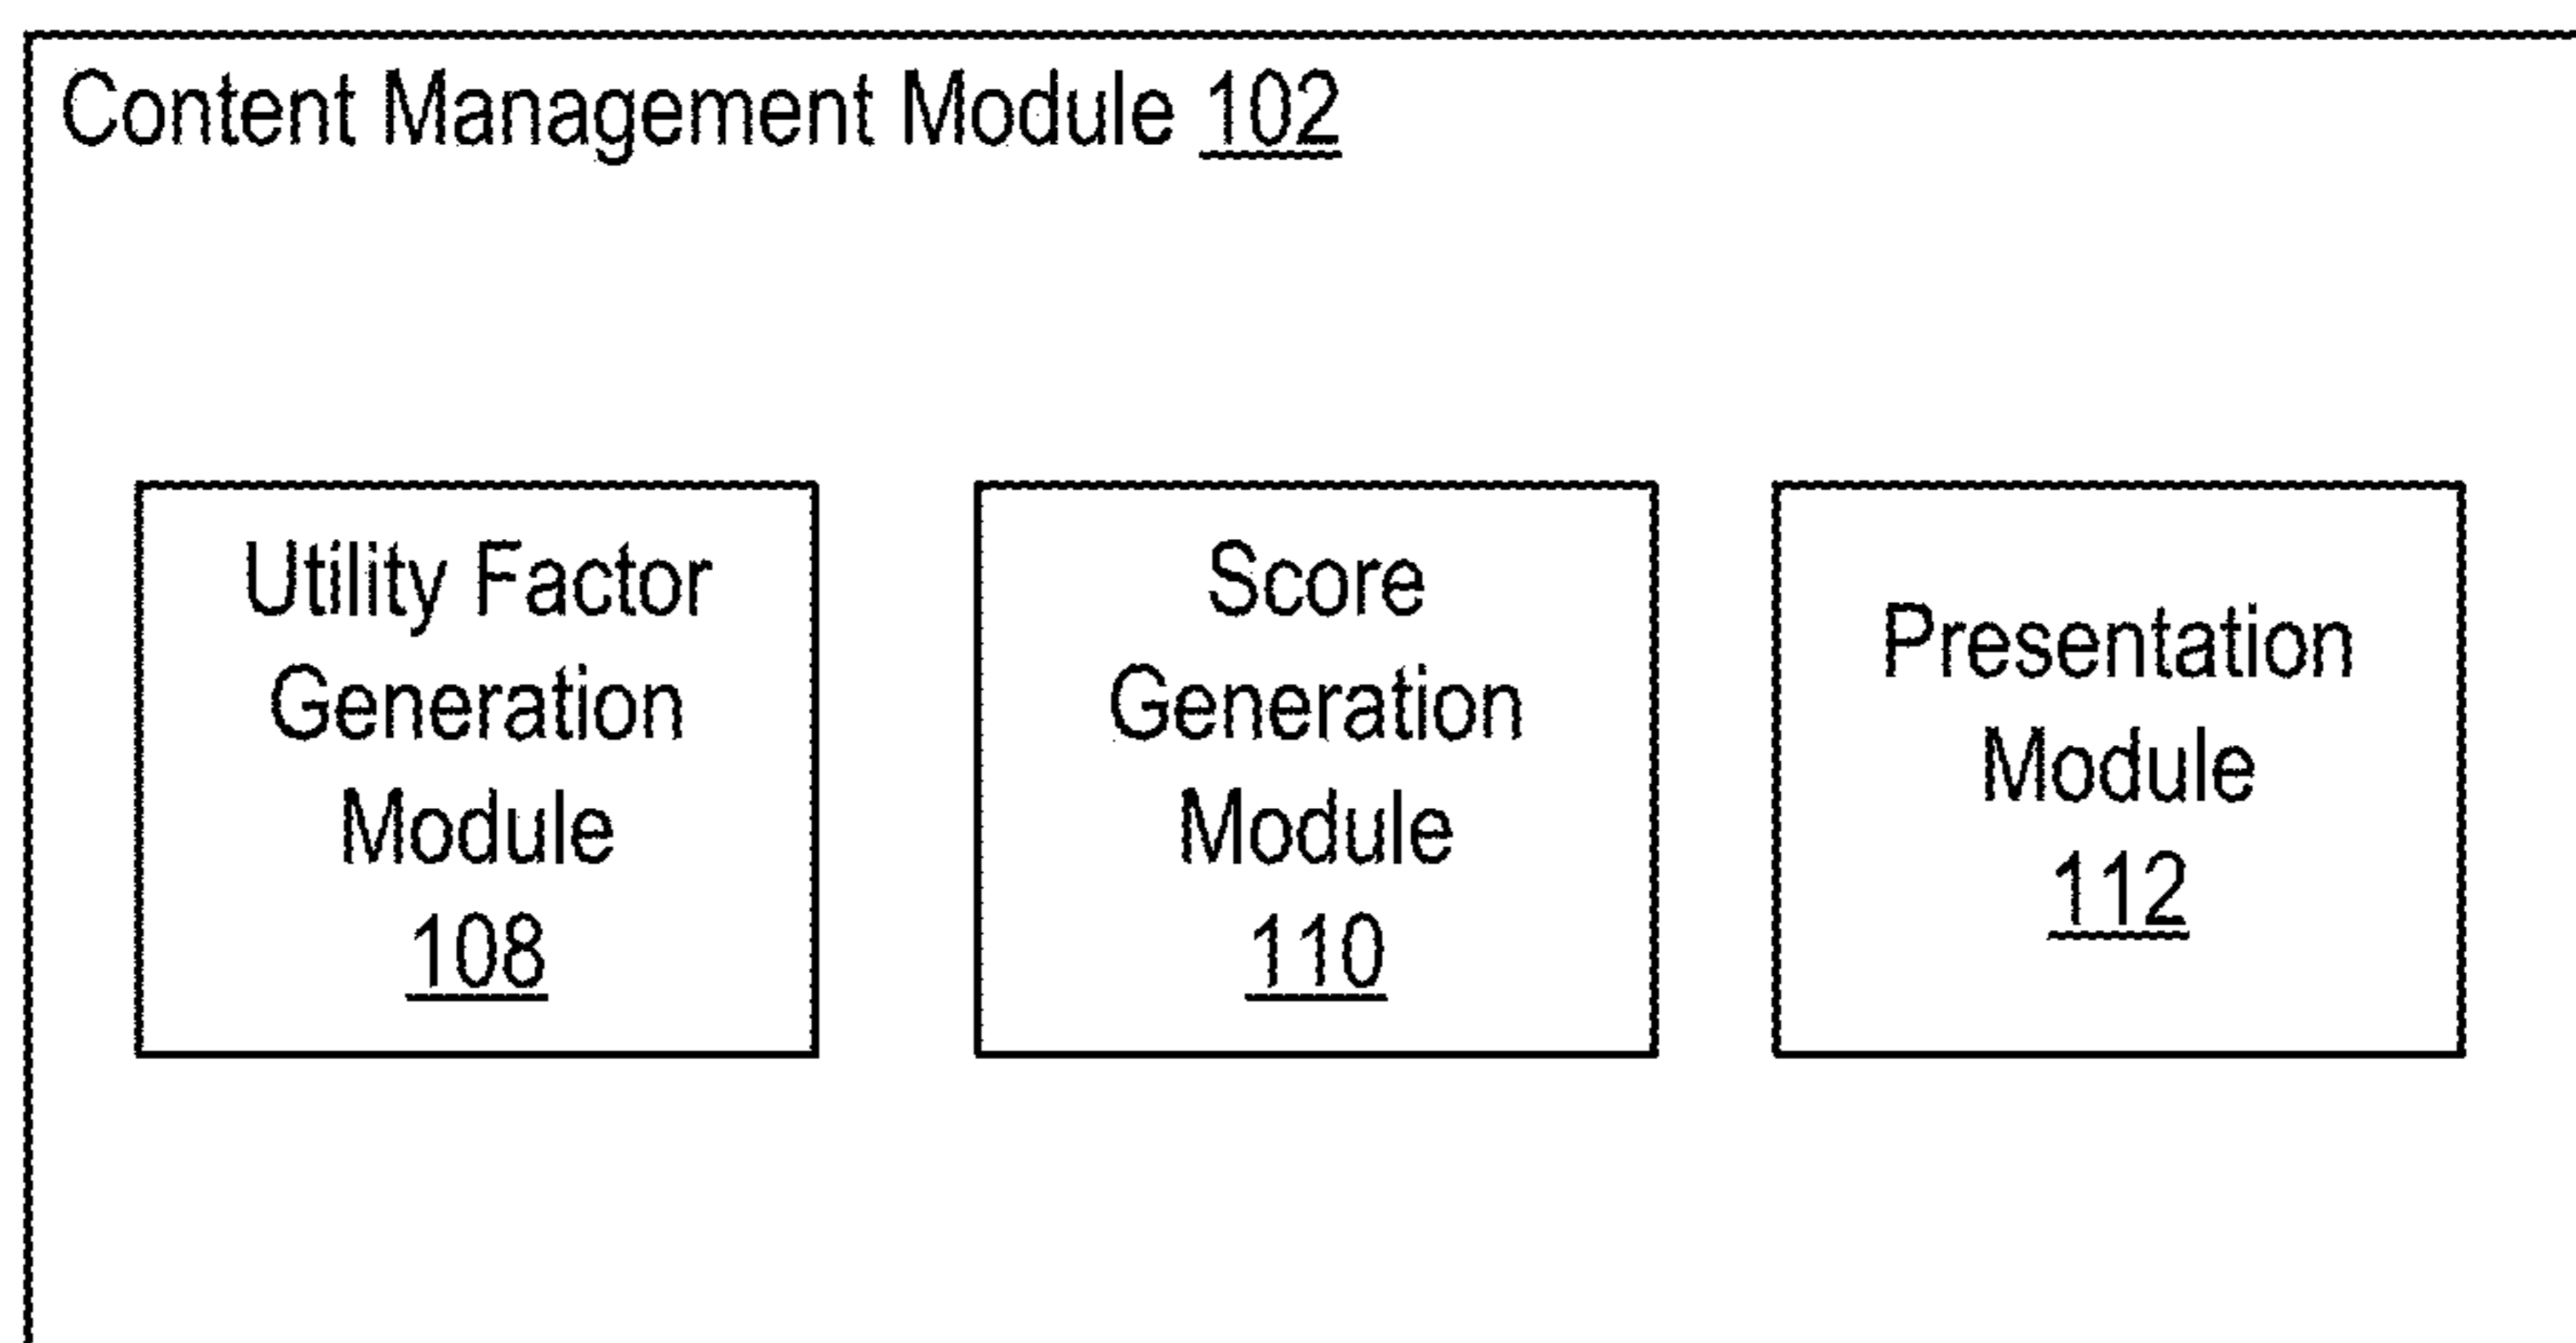 Content Management Module 102
Utility Factor
Generation
Module
108
Score
Generation
Module
110
Presentation
Module
112